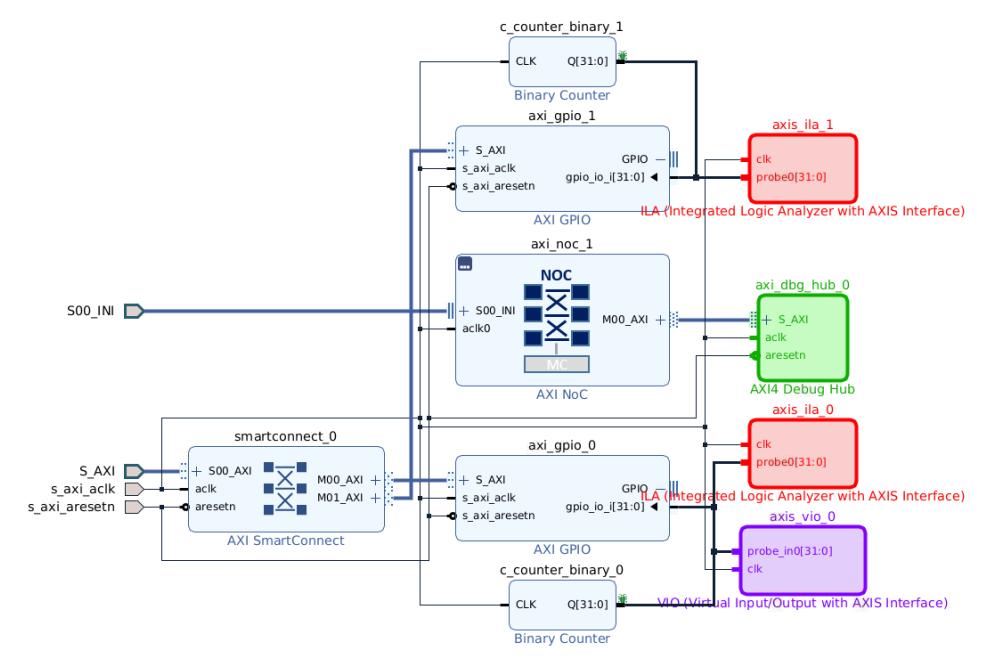 c_counter_binary_1
CLK Q[31:0]
Binary Counter
axi_gpio_1
S_AXI
s_axi_aclk
s_axi_aresetn
GPIO
gpio_io_i[31:0]
AXI GPIO
axis_ila_1
clk
probe0[31:0]
ILA (Integrated Logic Analyzer with AXIS Interface)
axi_noc_1
NOC
S00_INI
S00_INI
aclk0
M00_AXI
MC
AXI NoC
axi_dbg_hub_0
S_AXI
aclk
aresetn
AXI4 Debug Hub
smartconnect_0
S_AXI
s_axi_aclk
s_axi_aresetn
S00_AXI
aclk
aresetn
M00_AXI
M01_AXI
AXI SmartConnect
axi_gpio_0
S_AXI
s_axi_aclk
s_axi_aresetn
GPIO
gpio_io_i[31:0]
AXI GPIO
axis_ila_0
clk
probe0[31:0]
ILA (Integrated Logic Analyzer with AXIS Interface)
axis_vio_0
probe_in0[31:0]
clk
VIO (Virtual Input/Output with AXIS Interface)
c_counter_binary_0
CLK Q[31:0]
Binary Counter